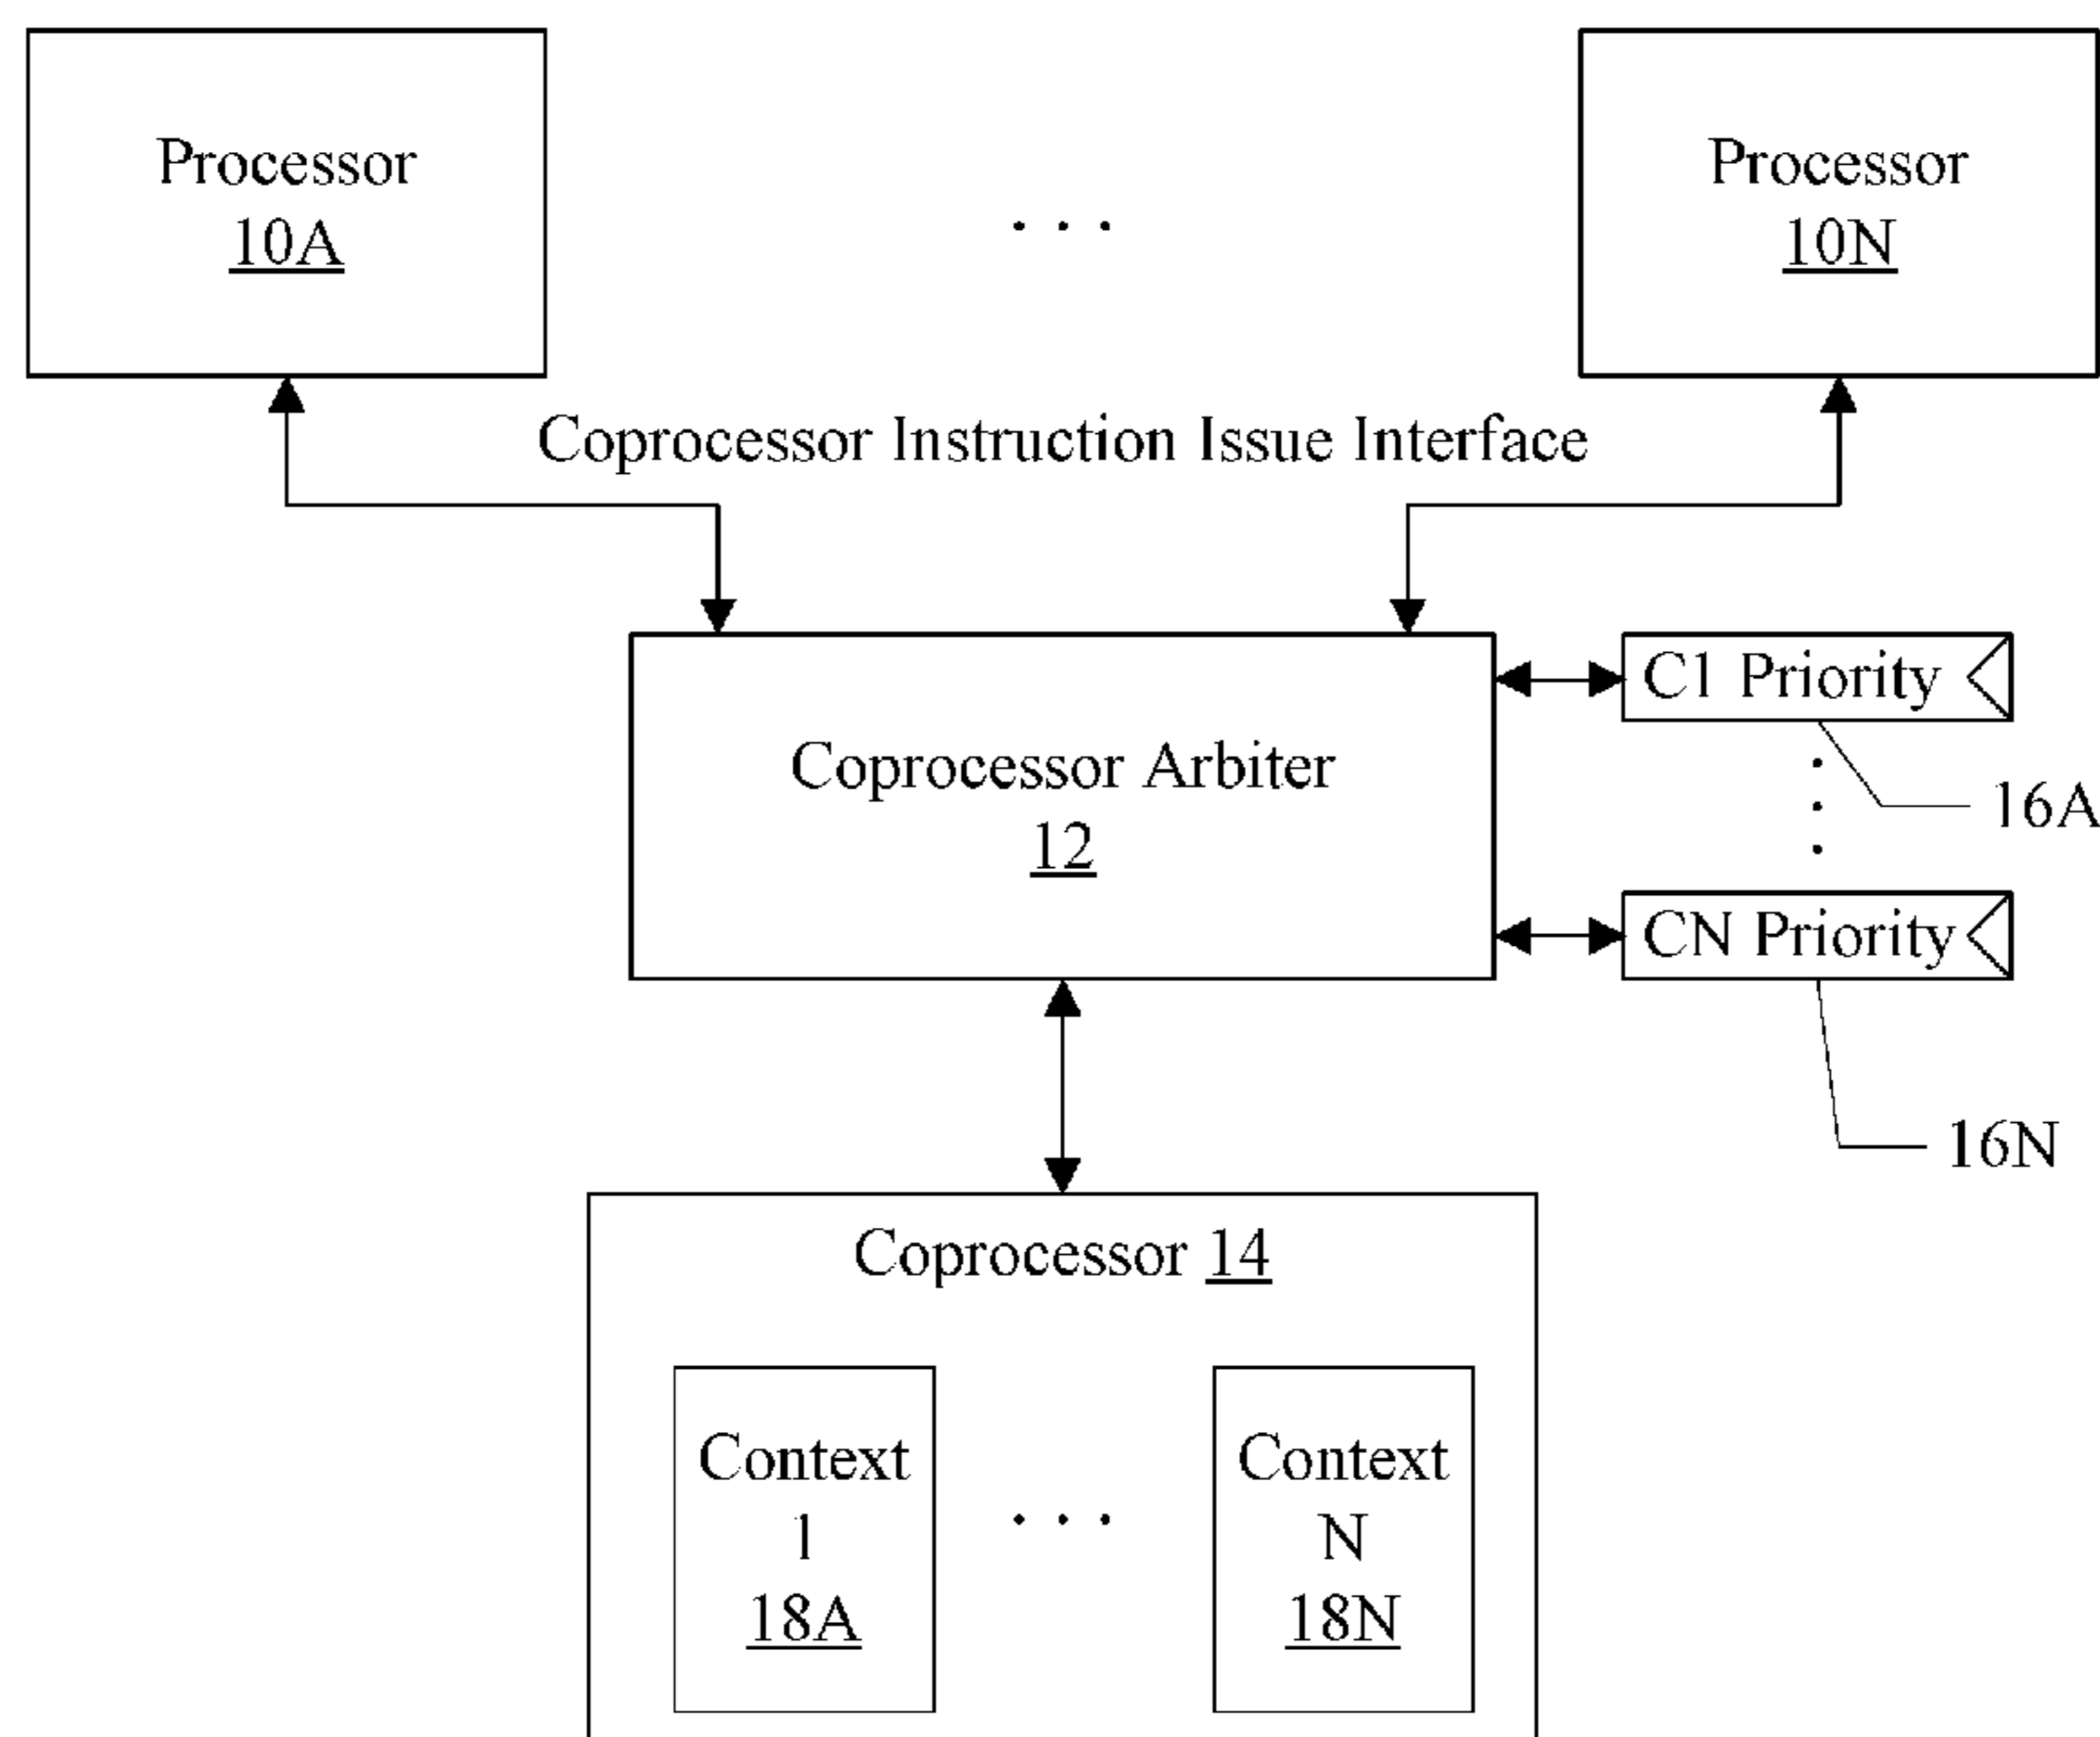 Processor
10A
. . .
Processor
10N
Coprocessor Instruction Issue Interface
Coprocessor Arbiter
12
C1 Priority
16A
CN Priority
16N
Coprocessor 14
Context
1
18A
. . .
Context
N
18N